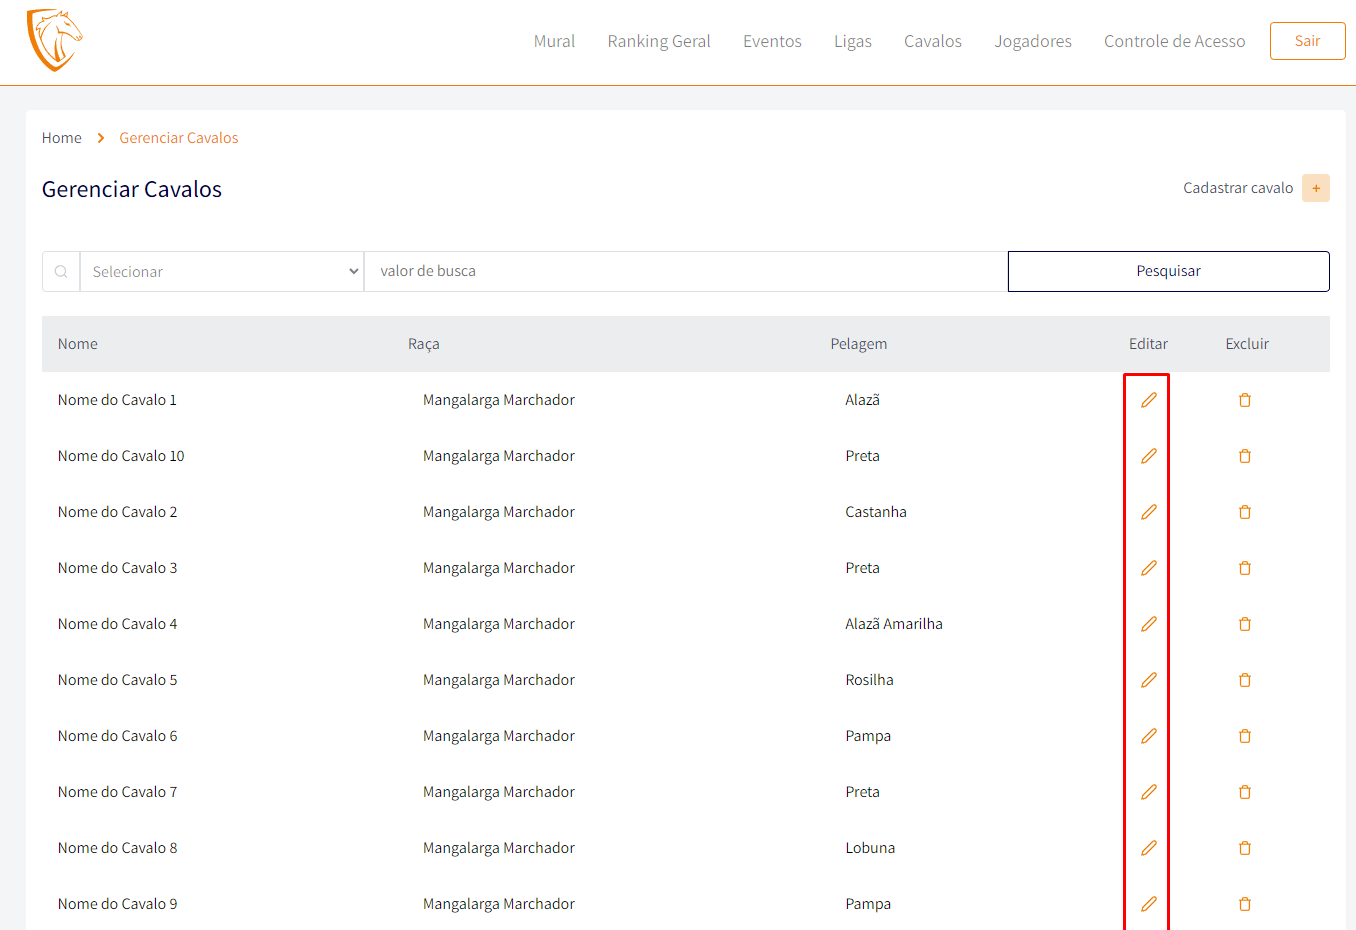 Mural Ranking Geral Eventos Ligas Cavalos Jogadores Controle de Acesso Sair
Home Gerenciar Cavalos
Gerenciar Cavalos Cadastrar cavalo +
Selecionar valor de busca Pesquisar
Nome Raça Pelagem Editar Excluir
Nome do Cavalo 1 Mangalarga Marchador Alazã
Nome do Cavalo 10 Mangalarga Marchador Preta
Nome do Cavalo 2 Mangalarga Marchador Castanha
Nome do Cavalo 3 Mangalarga Marchador Preta
Nome do Cavalo 4 Mangalarga Marchador Alazã Amarilha
Nome do Cavalo 5 Mangalarga Marchador Rosilha
Nome do Cavalo 6 Mangalarga Marchador Pampa
Nome do Cavalo 7 Mangalarga Marchador Preta
Nome do Cavalo 8 Mangalarga Marchador Lobuna
Nome do Cavalo 9 Mangalarga Marchador Pampa